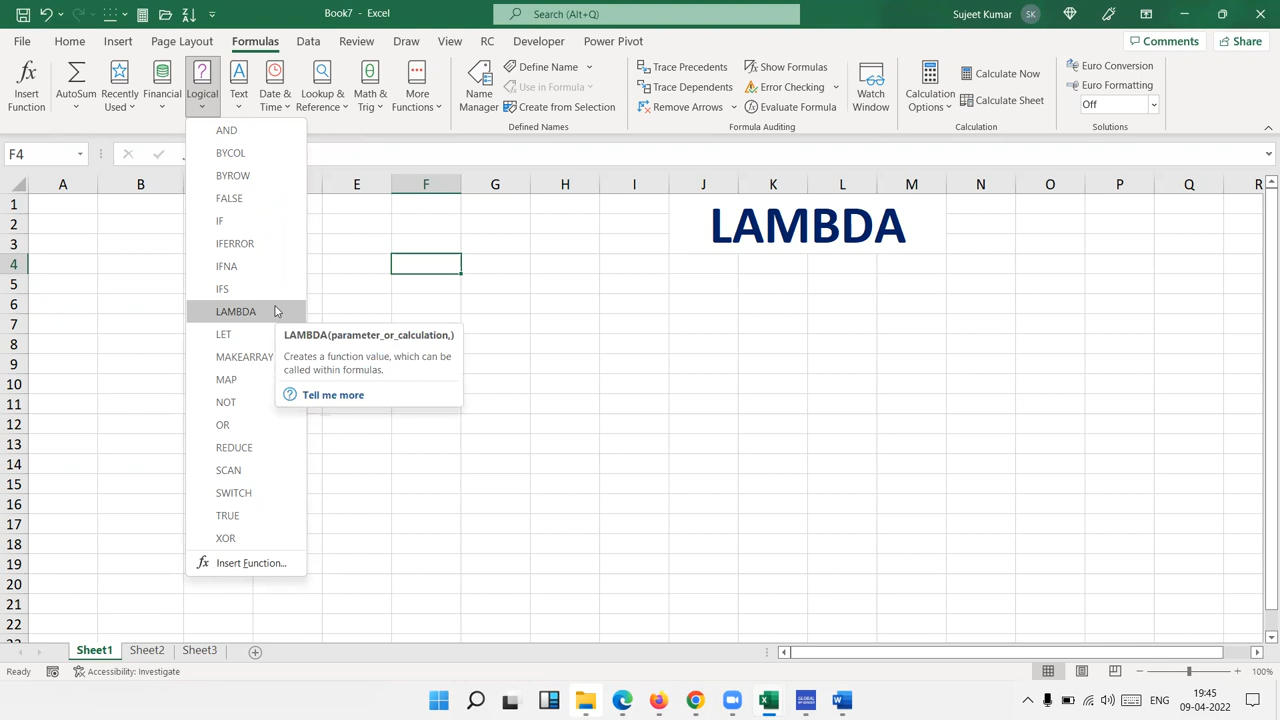 Book7 - Excel
Search (Alt+Q)
Sujeet Kumar
File Home Insert Page Layout Formulas Data Review Draw View RC Developer Power Pivot
Comments Share
Insert Function
AutoSum
Recently Used
Financial
Logical
Text
Date & Time
Lookup & Reference
Math & Trig
More Functions
Name Manager
Define Name
Use in Formula
Create from Selection
Defined Names
Trace Precedents
Trace Dependents
Remove Arrows
Show Formulas
Error Checking
Evaluate Formula
Formula Auditing
Watch Window
Calculation Options
Calculate Now
Calculate Sheet
Calculation
Euro Conversion
Euro Formatting
Off
Solutions
F4
A B E F G H I J K L M N O P Q R
1
2
3
4
5
6
7
8
9
10
11
12
13
14
15
16
17
18
19
20
21
22
LAMBDA
AND
BYCOL
BYROW
FALSE
IF
IFERROR
IFNA
IFS
LAMBDA
LET
MAKEARRAY
MAP
NOT
OR
REDUCE
SCAN
SWITCH
TRUE
XOR
fx Insert Function...
LAMBDA(parameter_or_calculation,)
Creates a function value, which can be
called within formulas.
Tell me more
Sheet1 Sheet2 Sheet3
Ready Accessibility: Investigate
100%
ENG
19:45
09-04-2022